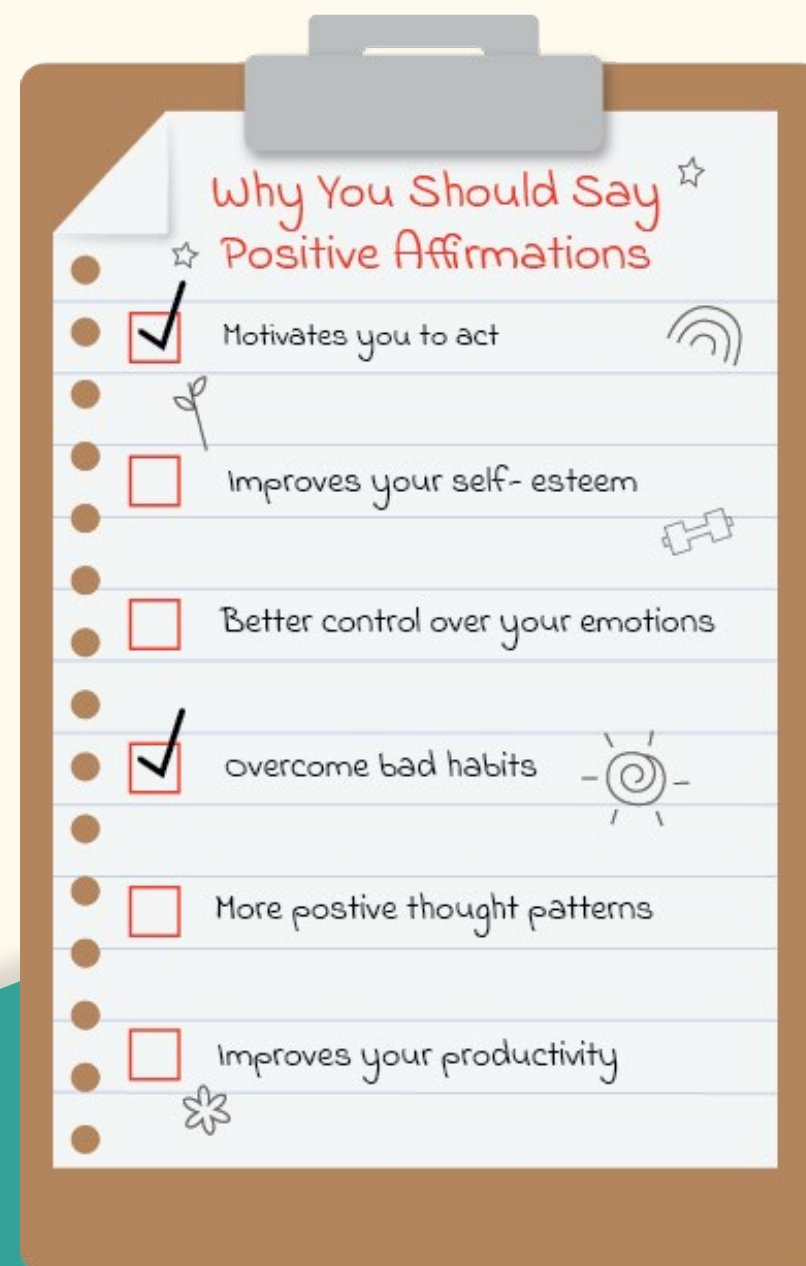 Why You Should Say
Positive Affirmations
Motivates you to act
Improves your self- esteem
Better control over your emotions
overcome bad habits
More postive thought patterns
Improves your productivity